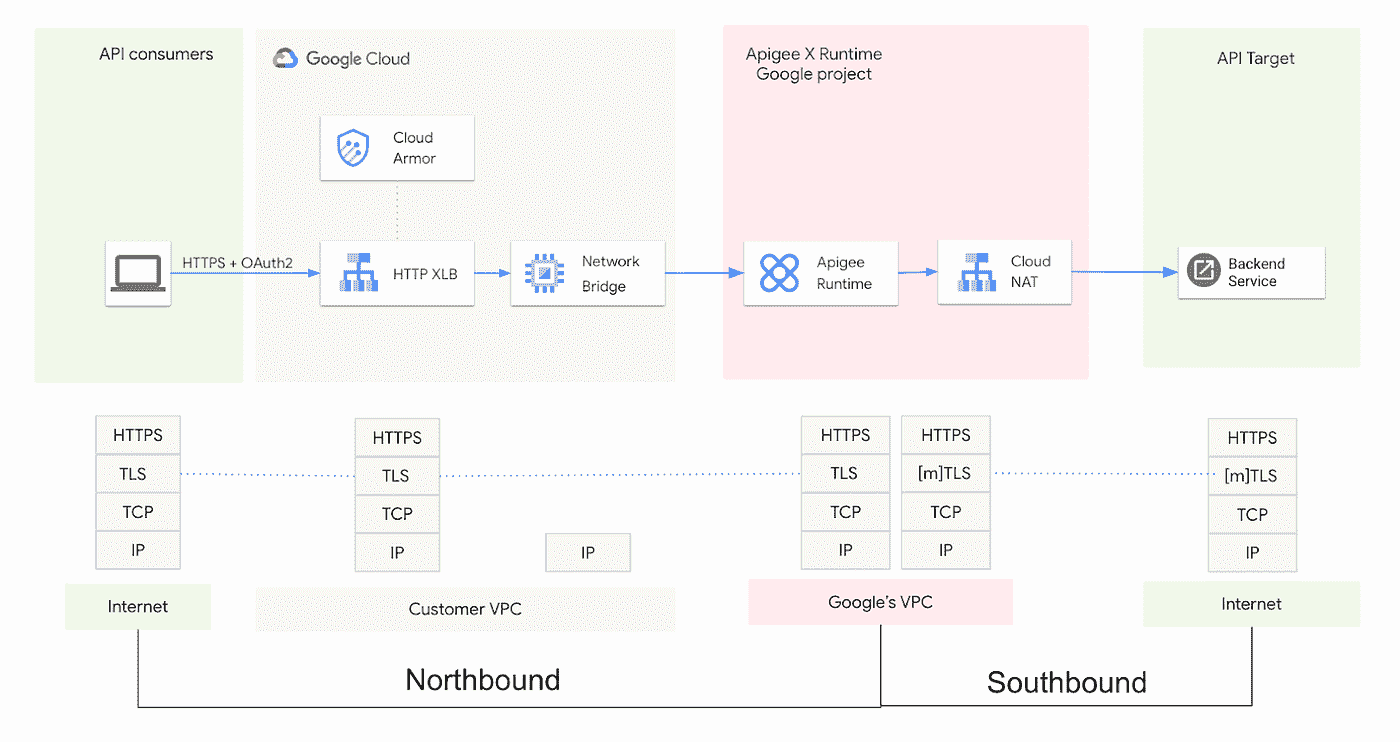 API consumers
Google Cloud
Apigee X Runtime
Google project
API Target
Cloud
Armor
HTTPS + OAuth2
HTTP XLB
Network
Bridge
Apigee
Runtime
Cloud
NAT
Backend
Service
HTTPS
TLS
TCP
IP
HTTPS
TLS
TCP
IP
IP
HTTPS
TLS
TCP
IP
HTTPS
[m]TLS
TCP
IP
HTTPS
[m]TLS
TCP
IP
Internet
Customer VPC
Google's VPC
Internet
Northbound
Southbound